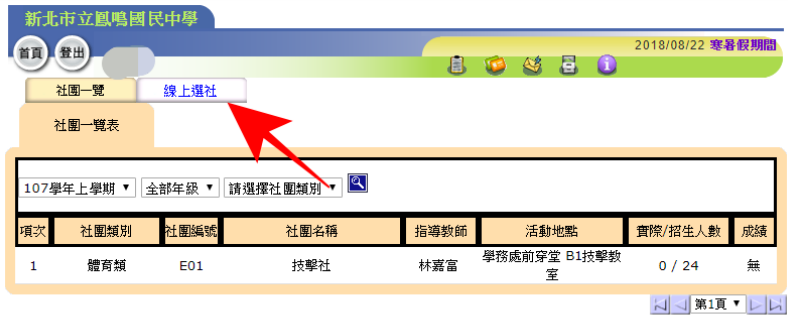 新北市立鳳鳴國民中學
首頁 登出
2018/08/22 寒暑假期間
社團一覽 線上選社
社團一覽表
107學年上學期 全部年級 請選擇社團類別
項次 社團類別 社團編號 社團名稱 指導教師 活動地點 實際/招生人數 成績
1 體育類 E01 技擊社 林嘉富 學務處前穿堂 B1技擊教
室 0 / 24 無
第1頁